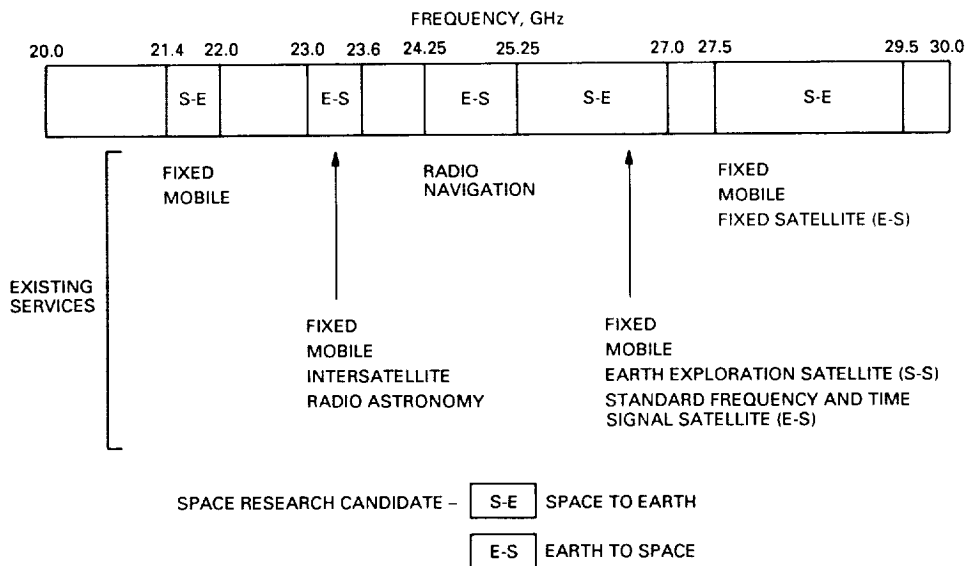 FREQUENCY, GHz
20.0 21.4 22.0 23.0 23.6 24.25 25.25 27.0 27.5 29.5 30.0
S-E E-S E-S S-E S-E
FIXED
MOBILE
RADIO
NAVIGATION
FIXED
MOBILE
FIXED SATELLITE (E-S)
EXISTING
SERVICES
FIXED
MOBILE
INTERSATELLITE
RADIO ASTRONOMY
FIXED
MOBILE
EARTH EXPLORATION SATELLITE (S-S)
STANDARD FREQUENCY AND TIME
SIGNAL SATELLITE (E-S)
SPACE RESEARCH CANDIDATE – S-E SPACE TO EARTH
E-S EARTH TO SPACE